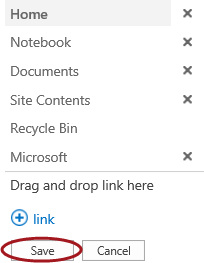 Home
Notebook
Documents
Site Contents
Recycle Bin
Microsoft
Drag and drop link here
link
Save Cancel